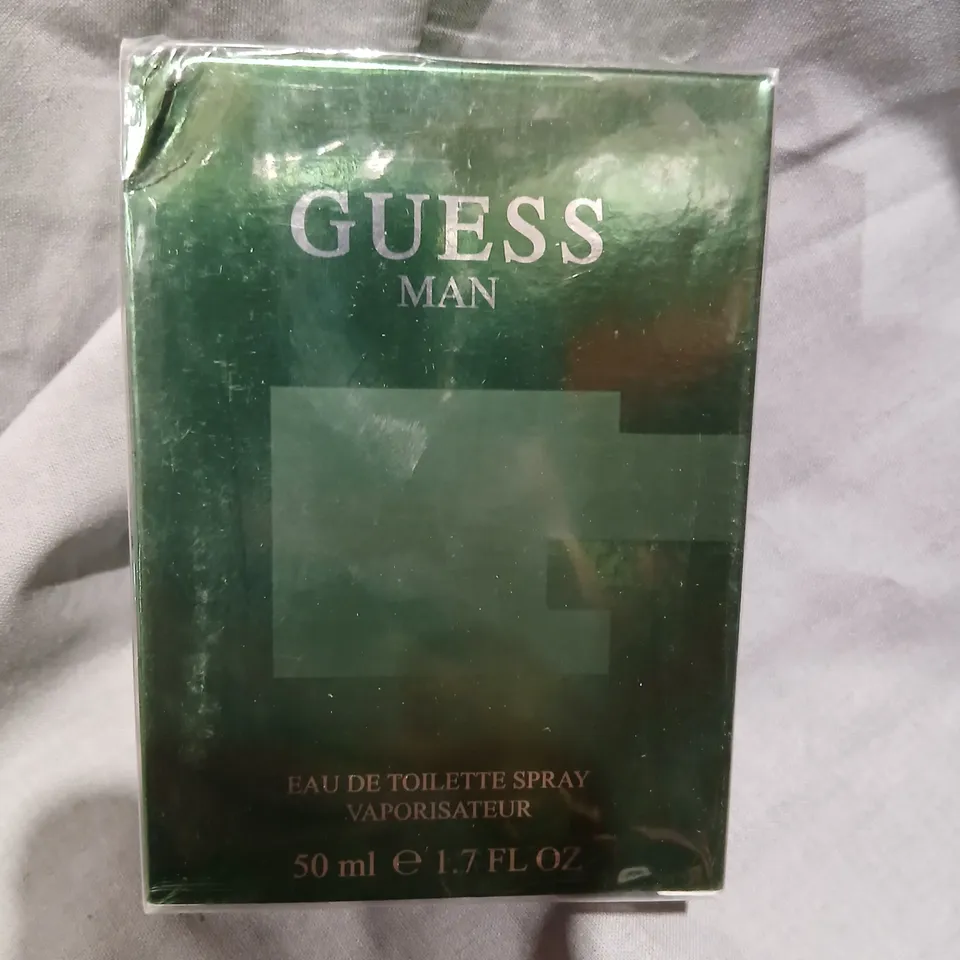 GUESS
MAN
EAU DE TOILETTE SPRAY
VAPORISATEUR
50 ml ℮ 1.7 FL OZ